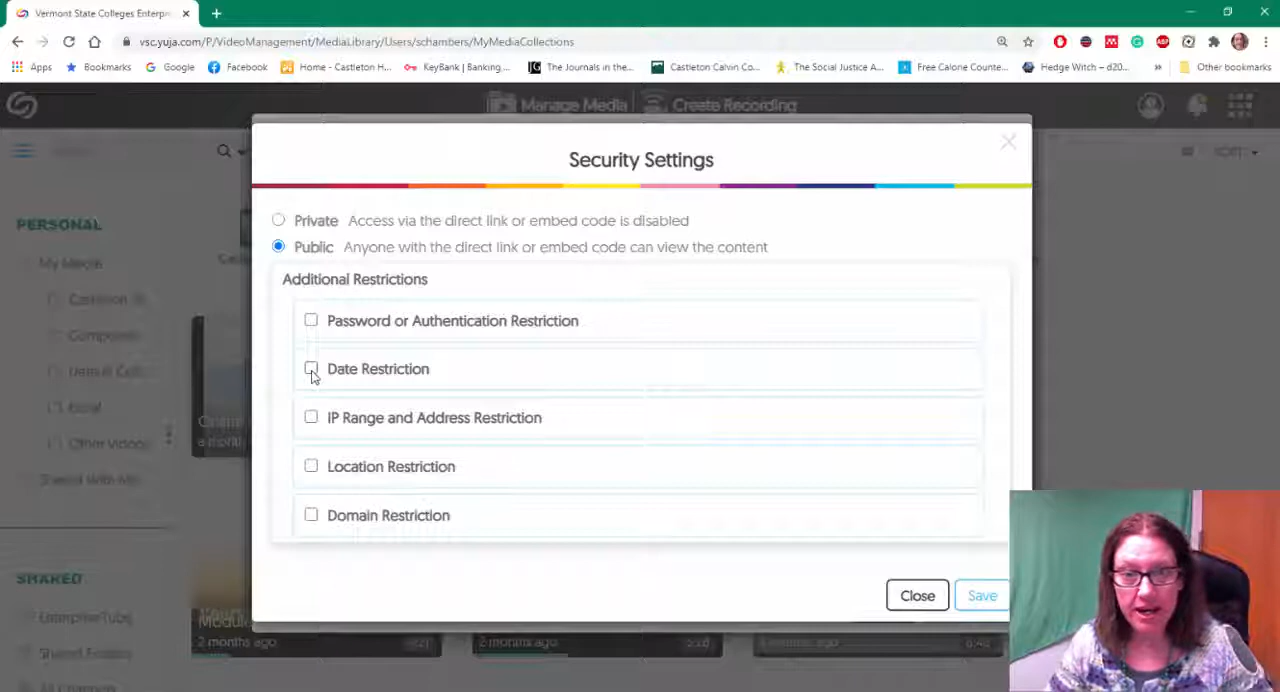 Vermont State Colleges Enterpri
vsc.yuja.com/P/VideoManagement/MediaLibrary/Users/schambers/MyMediaCollections
Apps Bookmarks Google Facebook Home - Castleton H... KeyBank | Banking,... The Journals in the... Castleton Calvin Co... The Social Justice A... Free Calorie Counte... Hedge Witch – d20... » Other bookmarks
Manage Media Create Recording
Security Settings
PERSONAL
Private Access via the direct link or embed code is disabled
Public Anyone with the direct link or embed code can view the content
My Media
Additional Restrictions
Castleton
Password or Authentication Restriction
Date Restriction
IP Range and Address Restriction
Other Videos
Location Restriction
Shared With Me
Domain Restriction
SHARED
Close Save
EnterpriseTube
Shared Folders
2 months ago 2 months ago
All Channels